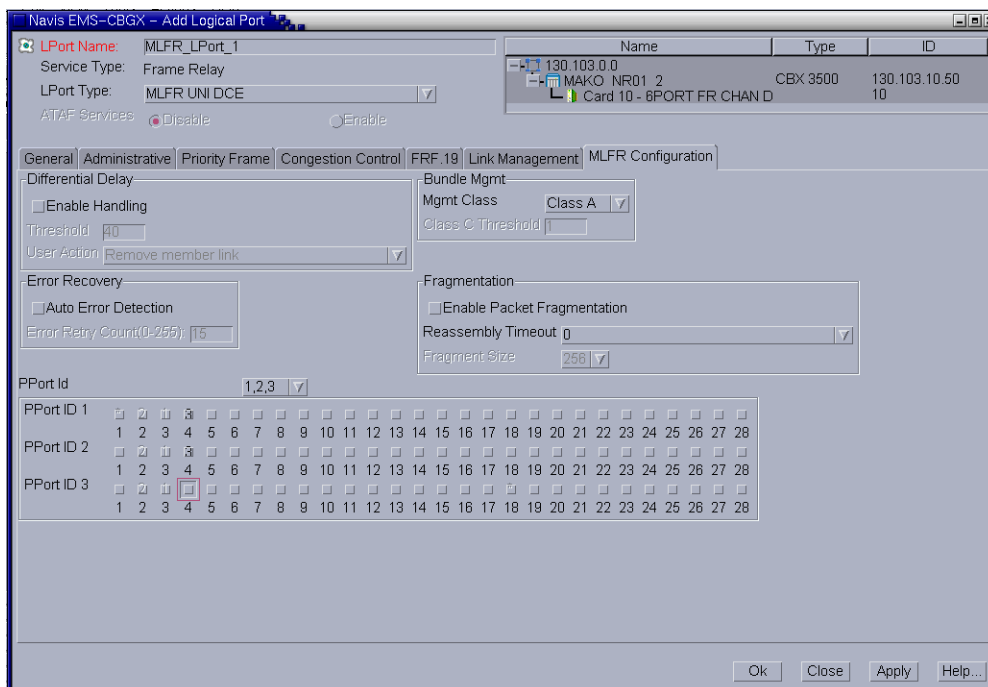 Navis EMS-CBGX - Add Logical Port
LPort Name: MLFR_LPort_1
Service Type: Frame Relay
LPort Type: MLFR UNI DCE
ATAF Services Disable Enable
Name Type ID
130.103.0.0
MAKO_NR01_2 CBX 3500 130.103.10.50
Card 10 - 6PORT FR CHAN D 10
General Administrative Priority Frame Congestion Control FRF.19 Link Management MLFR Configuration
Differential Delay
Enable Handling
Threshold 40
User Action Remove member link
Bundle Mgmt
Mgmt Class Class A
Class C Threshold 1
Error Recovery
Auto Error Detection
Error Retry Count(0-255): 15
Fragmentation
Enable Packet Fragmentation
Reassembly Timeout 0
Fragment Size 256
PPort Id 1,2,3
PPort ID 1
1 2 3 4 5 6 7 8 9 10 11 12 13 14 15 16 17 18 19 20 21 22 23 24 25 26 27 28
PPort ID 2
1 2 3 4 5 6 7 8 9 10 11 12 13 14 15 16 17 18 19 20 21 22 23 24 25 26 27 28
PPort ID 3
1 2 3 4 5 6 7 8 9 10 11 12 13 14 15 16 17 18 19 20 21 22 23 24 25 26 27 28
Ok Close Apply Help...